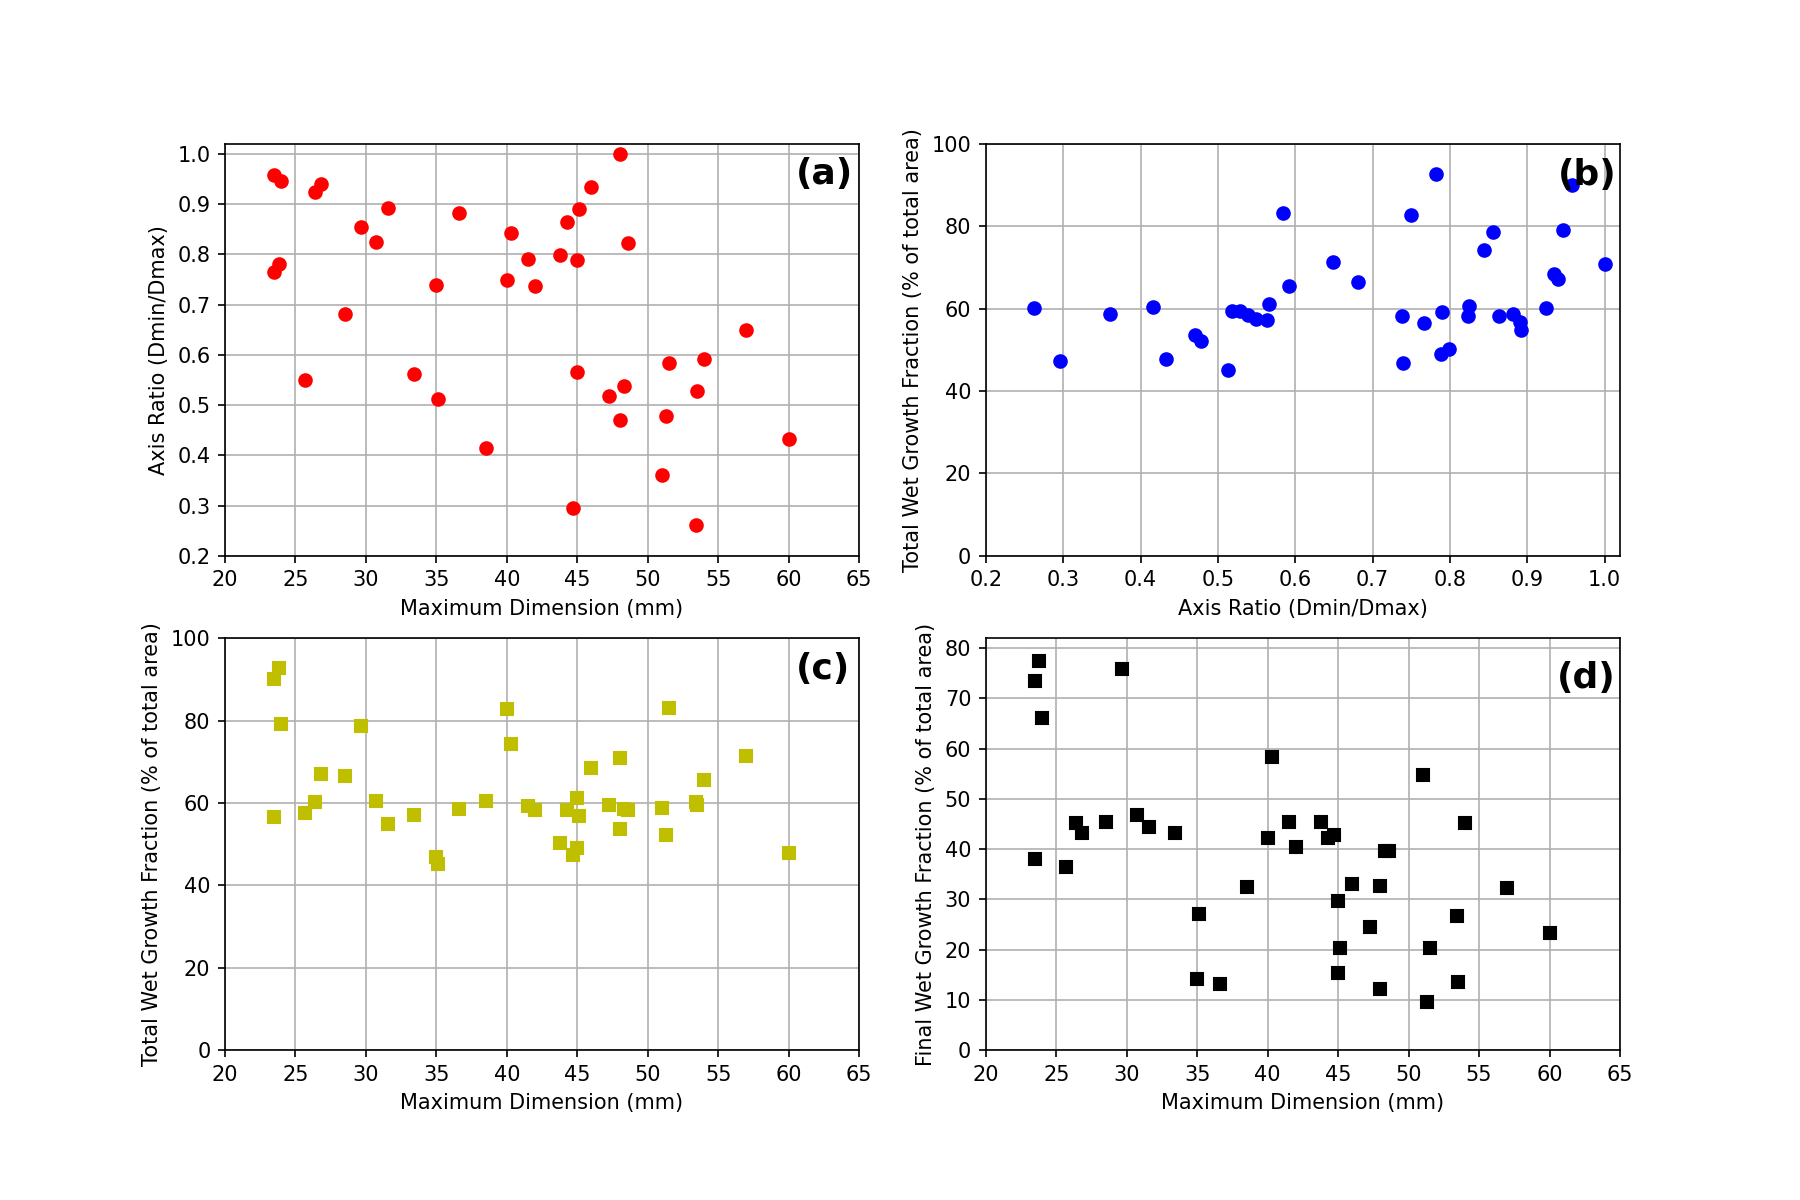 (a)
1.0
0.9
0.8
0.7
0.6
0.5
0.4
0.3
0.2
Axis Ratio (Dmin/Dmax)
20 25 30 35 40 45 50 55 60 65
Maximum Dimension (mm)
(b)
100
80
60
40
20
0
Total Wet Growth Fraction (% of total area)
0.2 0.3 0.4 0.5 0.6 0.7 0.8 0.9 1.0
Axis Ratio (Dmin/Dmax)
(c)
100
80
60
40
20
0
Total Wet Growth Fraction (% of total area)
20 25 30 35 40 45 50 55 60 65
Maximum Dimension (mm)
(d)
80
70
60
50
40
30
20
10
0
Final Wet Growth Fraction (% of total area)
20 25 30 35 40 45 50 55 60 65
Maximum Dimension (mm)